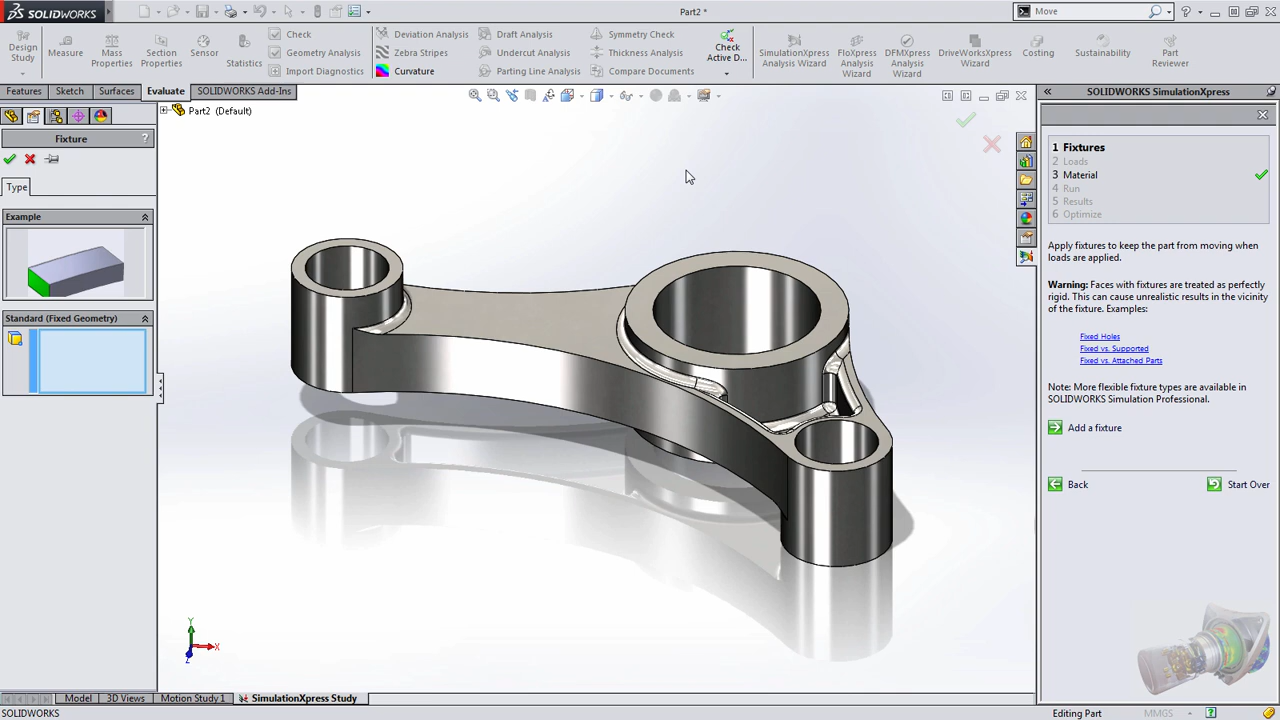 SOLIDWORKS
Part2 *
Move
Design Study
Measure
Mass Properties
Section Properties
Sensor
Statistics
Check
Geometry Analysis
Import Diagnostics
Deviation Analysis
Zebra Stripes
Curvature
Draft Analysis
Undercut Analysis
Parting Line Analysis
Symmetry Check
Thickness Analysis
Compare Documents
Check Active D...
SimulationXpress Analysis Wizard
FloXpress Analysis Wizard
DFMXpress Analysis Wizard
DriveWorksXpress Wizard
Costing
Sustainability
Part Reviewer
Features
Sketch
Surfaces
Evaluate
SOLIDWORKS Add-Ins
Part2 (Default)
Fixture
?
Type
Example
Standard (Fixed Geometry)
SOLIDWORKS SimulationXpress
1 Fixtures
2 Loads
3 Material
4 Run
5 Results
6 Optimize
Apply fixtures to keep the part from moving when
loads are applied.
Warning: Faces with fixtures are treated as perfectly
rigid. This can cause unrealistic results in the vicinity
of the fixture. Examples:
Fixed Holes
Fixed vs. Supported
Fixed vs. Attached Parts
Note: More flexible fixture types are available in
SOLIDWORKS Simulation Professional.
Add a fixture
Back
Start Over
Y
X
Z
Model
3D Views
Motion Study 1
SimulationXpress Study
SOLIDWORKS
Editing Part
MMGS